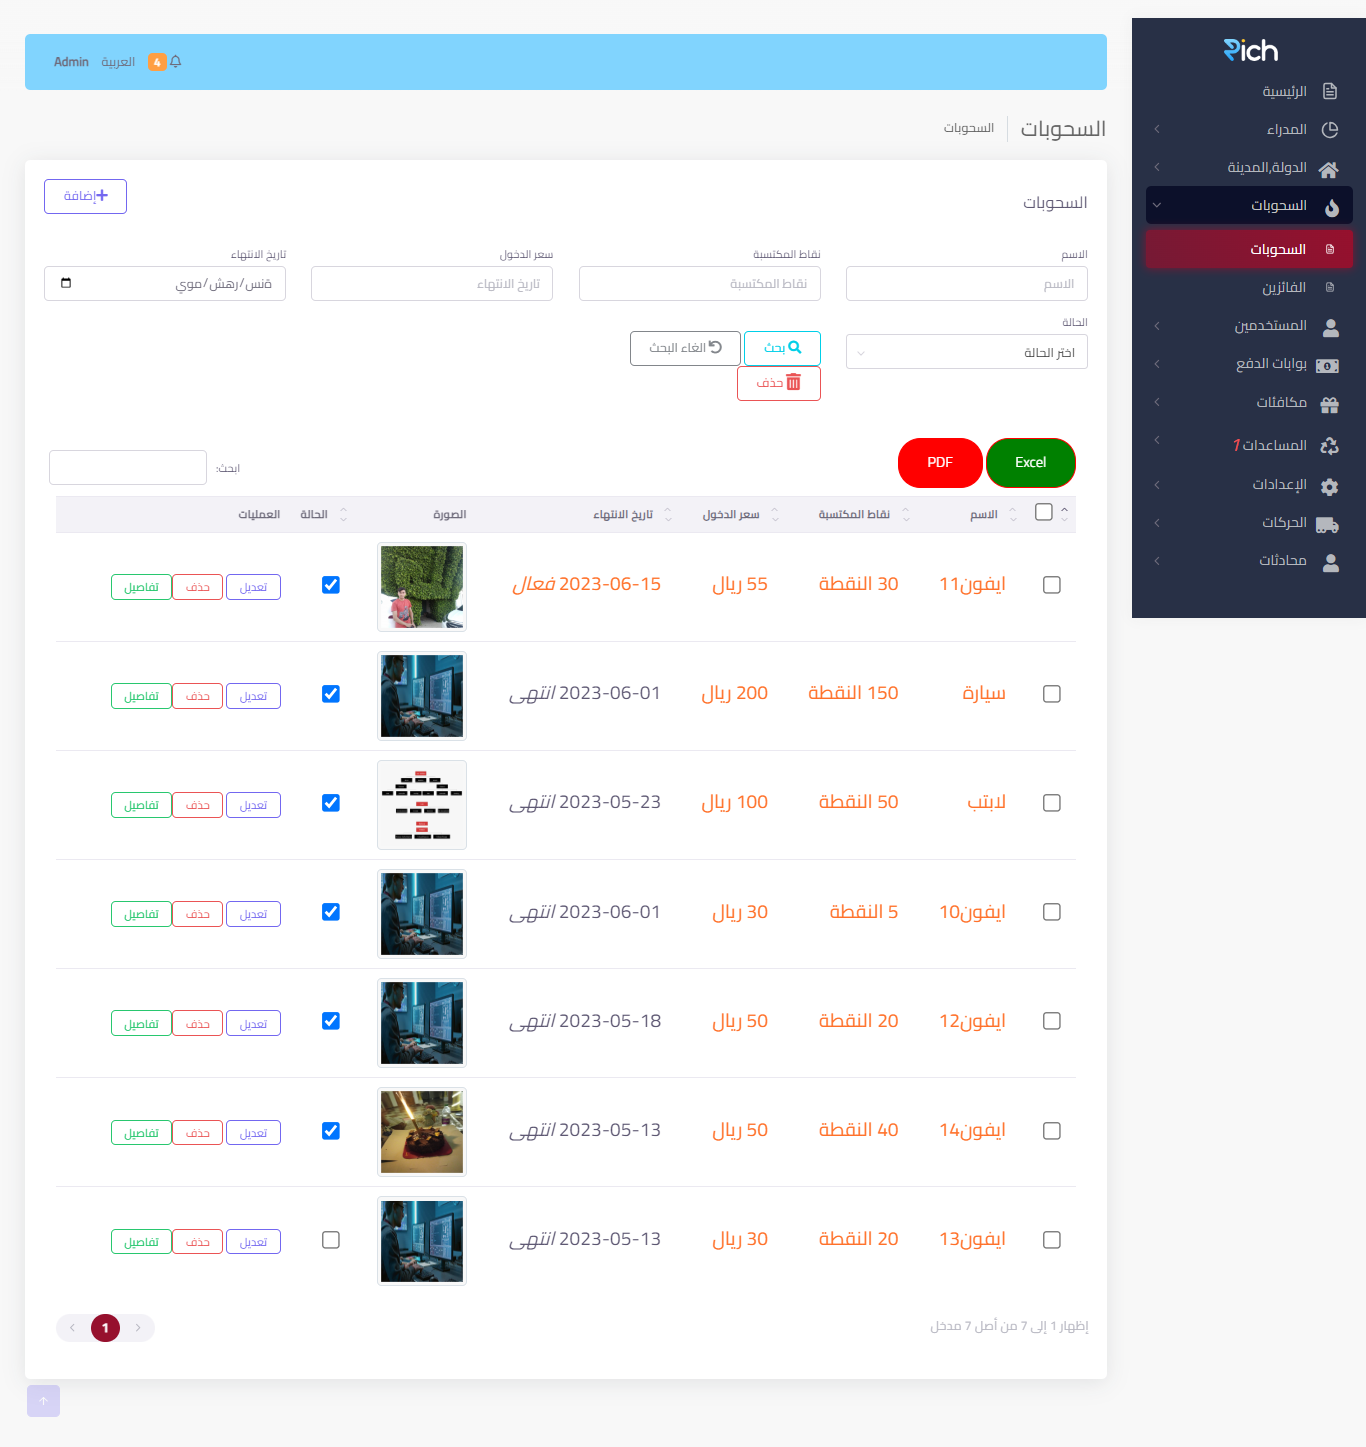 Rich
الرئيسية
المدراء
الدولة,المدينة
السحوبات
السحوبات
الفائزين
المستخدمين
بوابات الدفع
مكافئات
المساعدات 1
الإعدادات
الحركات
محادثات
4 العربية Admin
السحوبات السحوبات
السحوبات إضافة
الاسم نقاط المكتسبة سعر الدخول تاريخ الانتهاء
الاسم نقاط المكتسبة تاريخ الانتهاء ةنس/رهش/موي
الحالة
اختر الحالة بحث الغاء البحث
حذف
Excel PDF ابحث:
الاسم نقاط المكتسبة سعر الدخول تاريخ الانتهاء الصورة الحالة العمليات
ايفون11 30 النقطة 55 ريال 2023-06-15 فعال تعديل حذف تفاصيل
سيارة 150 النقطة 200 ريال 2023-06-01 انتهى تعديل حذف تفاصيل
لابتب 50 النقطة 100 ريال 2023-05-23 انتهى تعديل حذف تفاصيل
ايفون10 5 النقطة 30 ريال 2023-06-01 انتهى تعديل حذف تفاصيل
ايفون12 20 النقطة 50 ريال 2023-05-18 انتهى تعديل حذف تفاصيل
ايفون14 40 النقطة 50 ريال 2023-05-13 انتهى تعديل حذف تفاصيل
ايفون13 20 النقطة 30 ريال 2023-05-13 انتهى تعديل حذف تفاصيل
إظهار 1 إلى 7 من أصل 7 مدخل 1